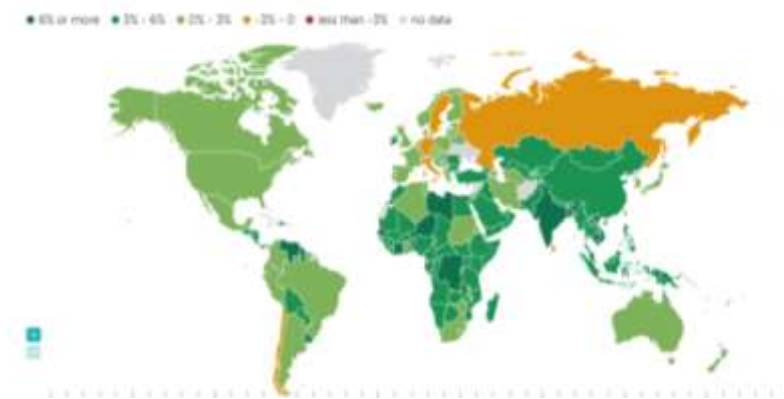 6% or more 3% - 6% 0% - 3% -3% - 0 less than -3% no data